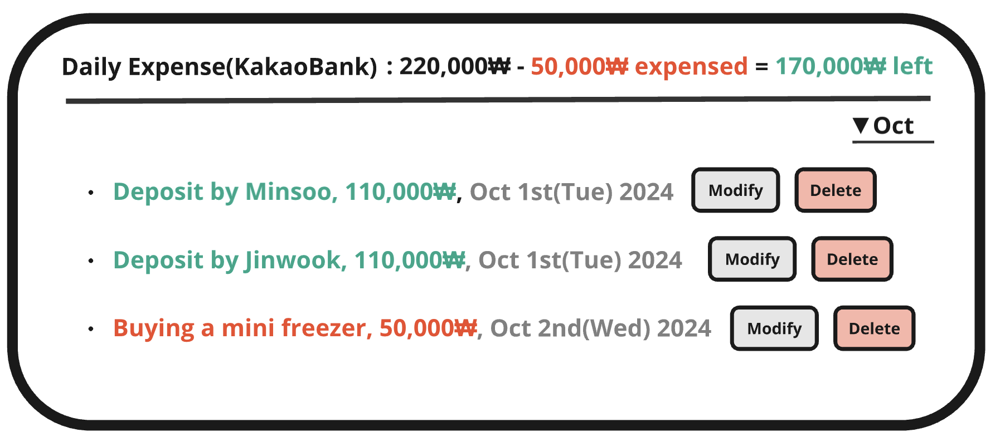 Daily Expense(KakaoBank) : 220,000₩ - 50,000₩ expensed = 170,000₩ left
▼ Oct
· Deposit by Minsoo, 110,000₩, Oct 1st(Tue) 2024 Modify Delete
· Deposit by Jinwook, 110,000₩, Oct 1st(Tue) 2024 Modify Delete
· Buying a mini freezer, 50,000₩, Oct 2nd(Wed) 2024 Modify Delete